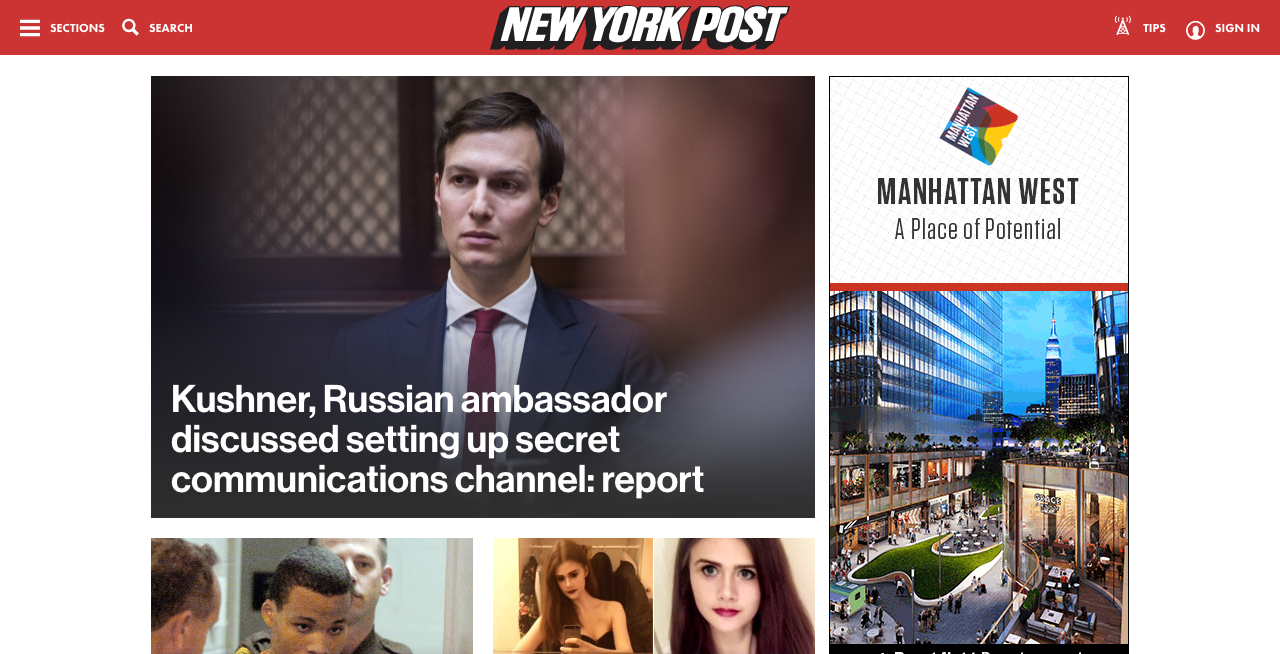 SECTIONS
SEARCH
NEW YORK POST
TIPS
SIGN IN
MANHATTAN WEST
MANHATTAN WEST
A Place of Potential
Kushner, Russian ambassador
discussed setting up secret
communications channel: report
GRACE